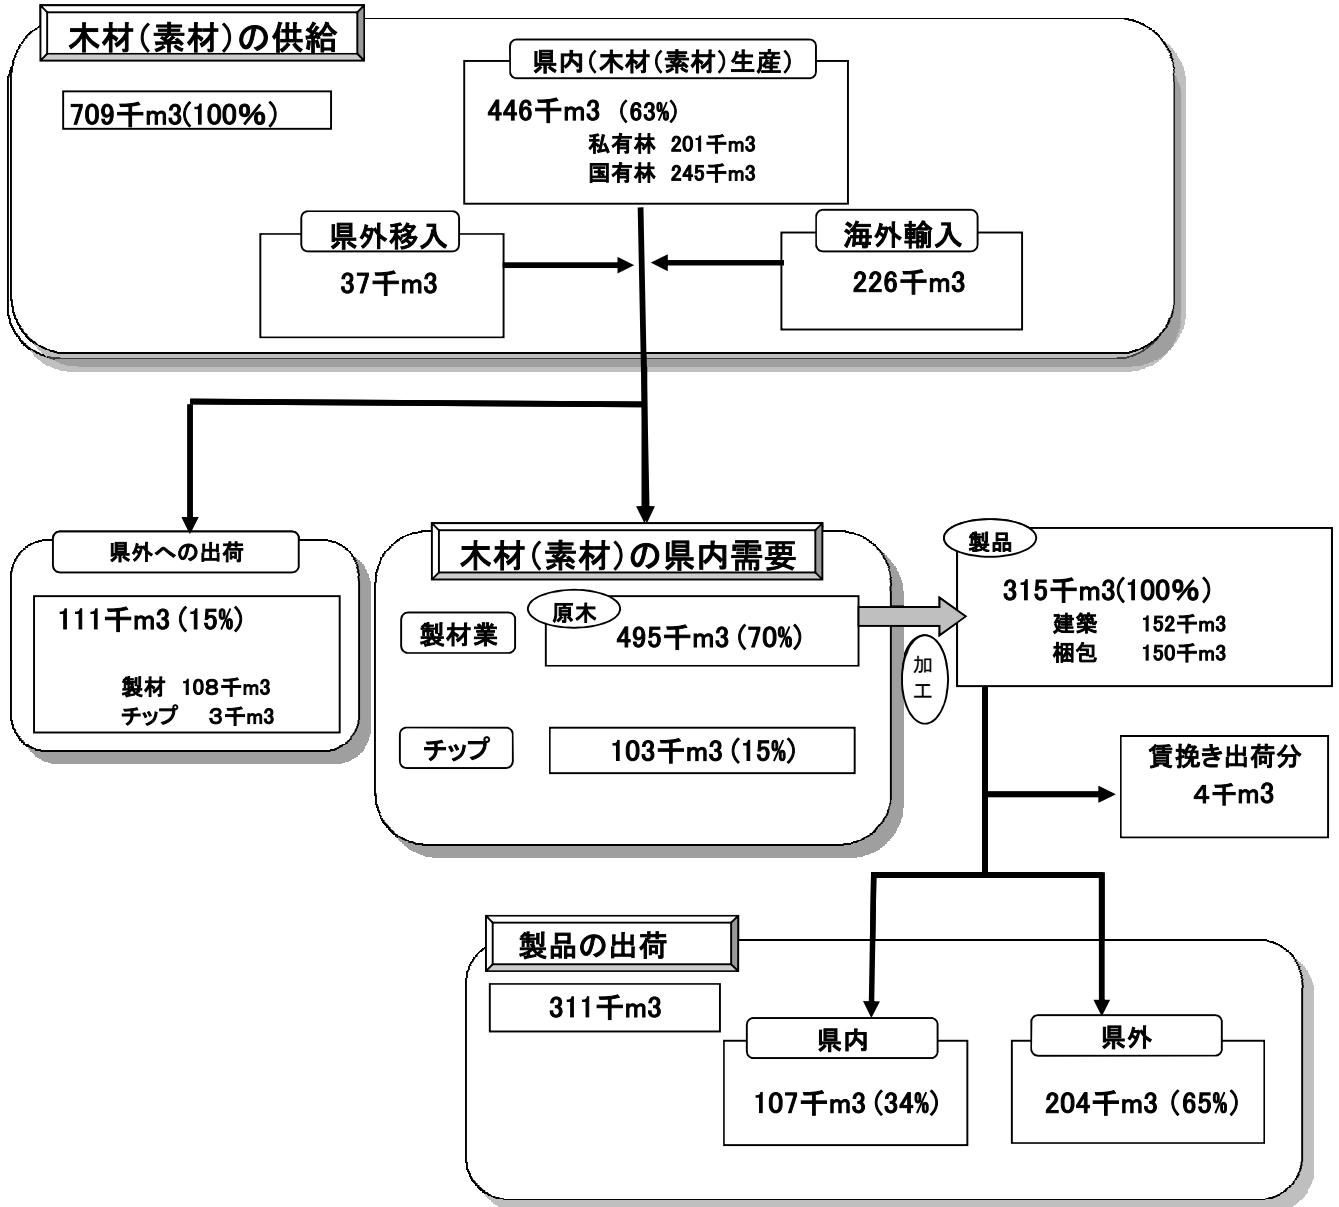 木材（素材）の供給
709千m3(100%)
県内（木材（素材）生産）
446千m3 (63%)
私有林 201千m3
国有林 245千m3
県外移入
37千m3
海外輸入
226千m3
県外への出荷
111千m3 (15%)
製材 108千m3
チップ ３千m3
木材（素材）の県内需要
製材業
原木
495千m3 (70%)
チップ
103千m3 (15%)
加
工
製品
315千m3(100%)
建築 152千m3
梱包 150千m3
賃挽き出荷分
４千m3
製品の出荷
311千m3
県内
107千m3 (34%)
県外
204千m3 (65%)